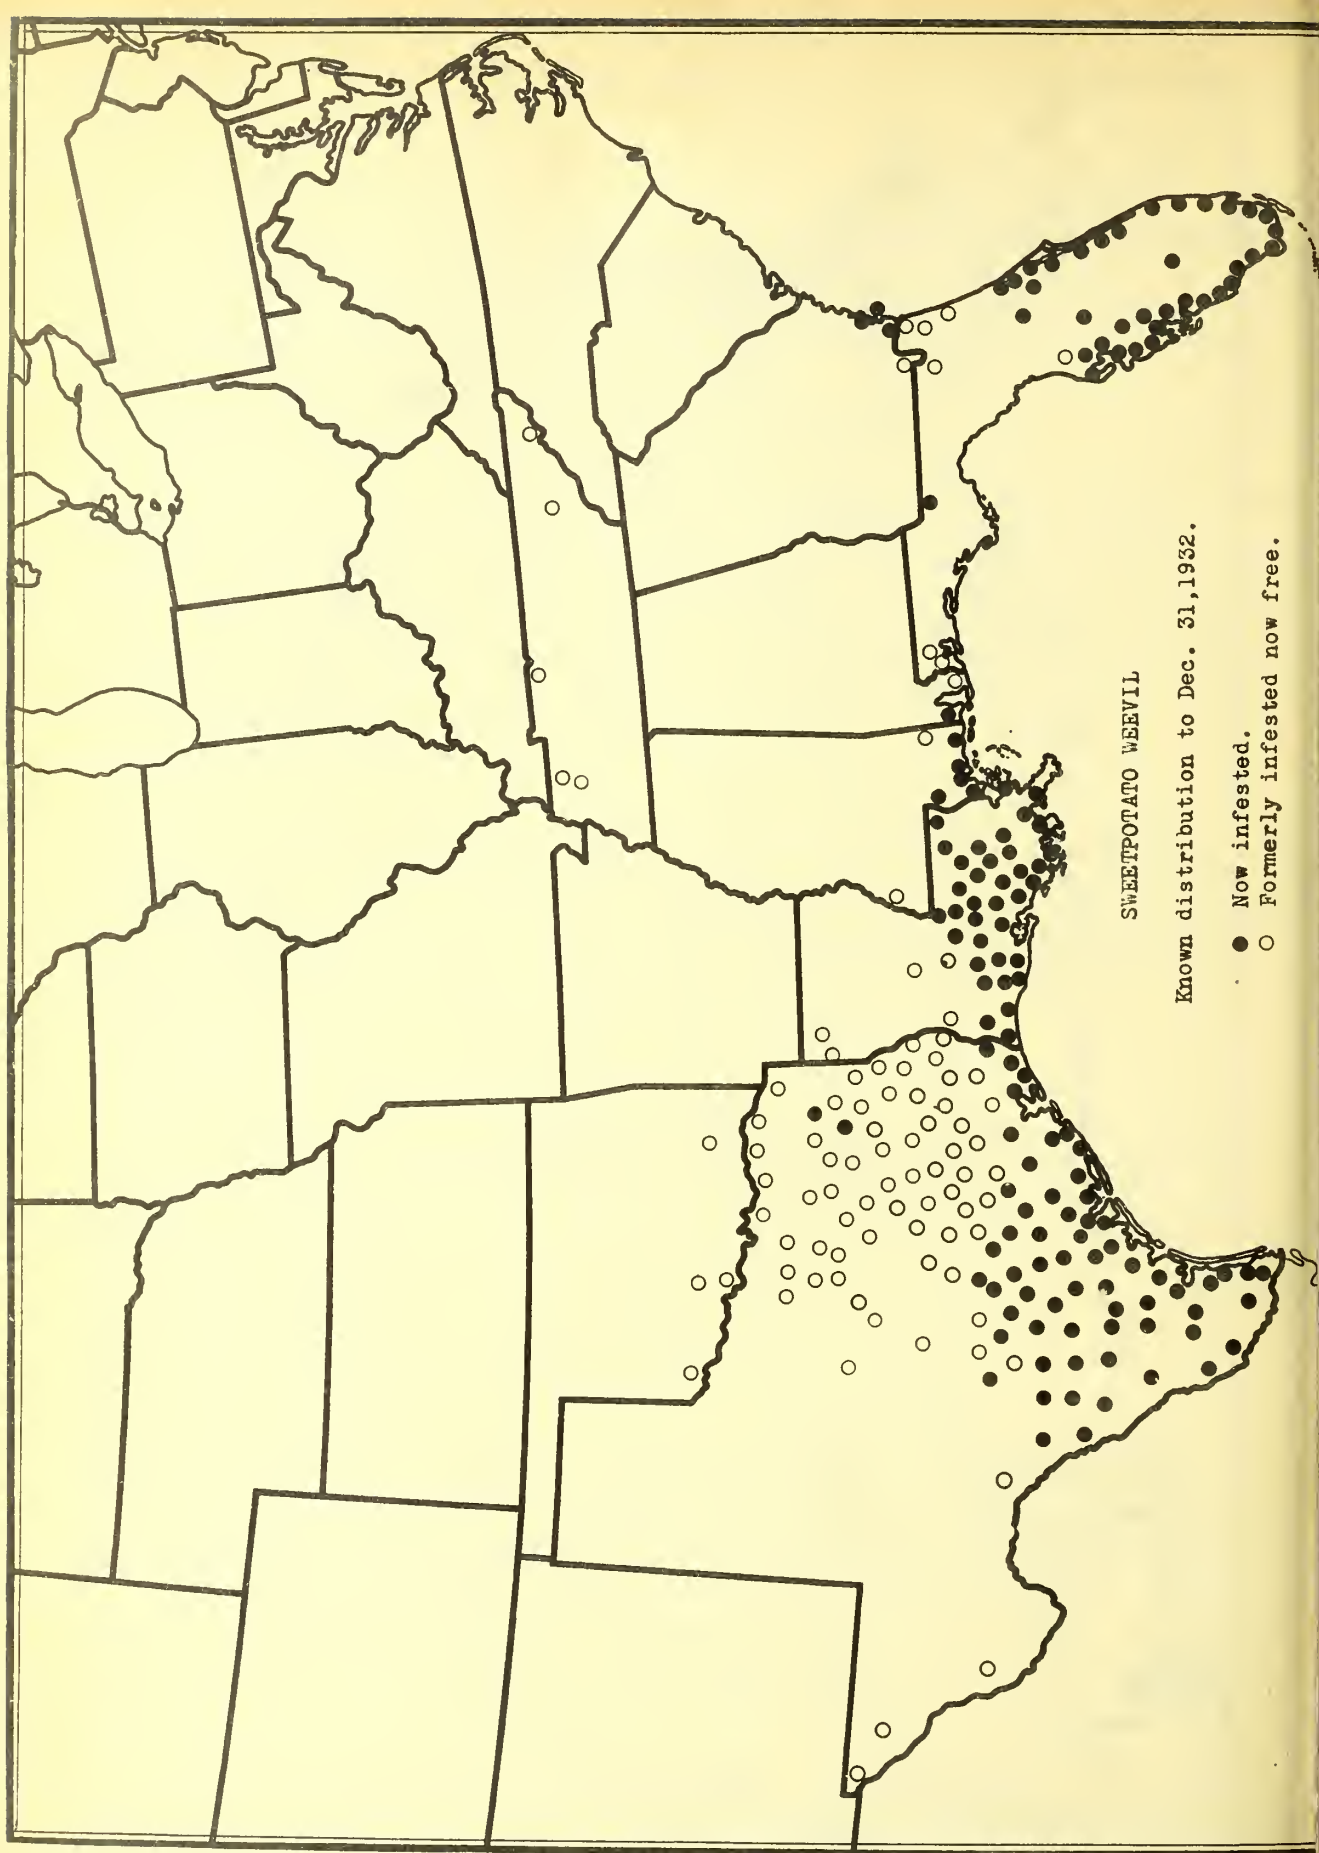 SWEETPOTATO WEEVIL
Known distribution to Dec. 31,1932.
● Now infested.
○ Formerly infested now free.